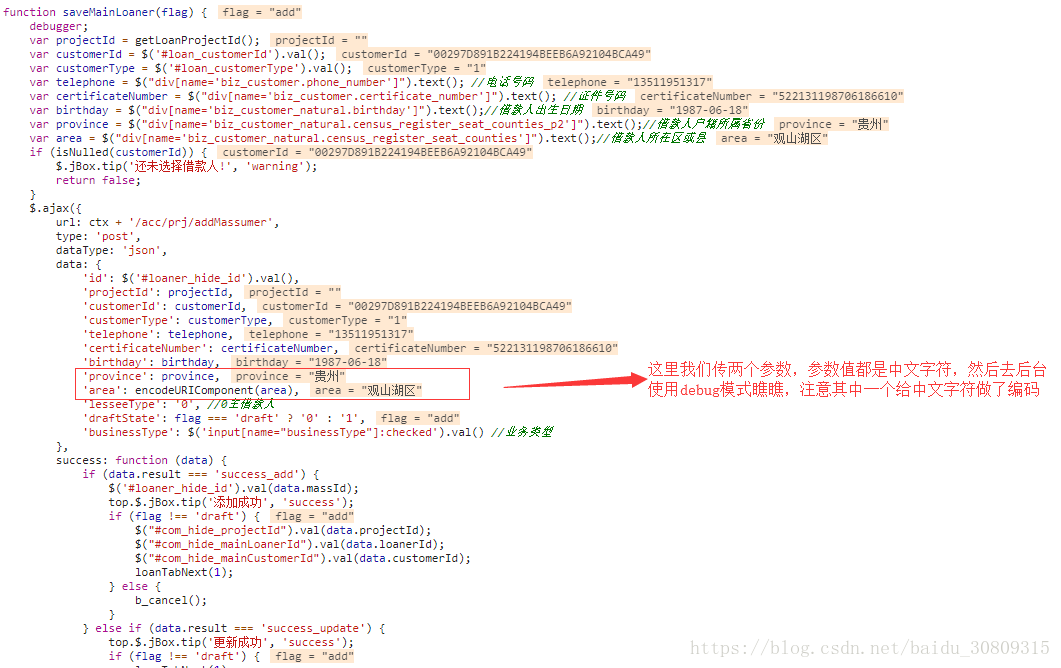 function saveMainLoaner(flag) { flag = "add"
debugger;
var projectId = getLoanProjectId(); projectId = ""
var customerId = $('#loan_customerId').val(); customerId = "00297D891B224194BEEB6A92104BCA49"
var customerType = $('#loan_customerType').val(); customerType = "1"
var telephone = $("div[name='biz_customer.phone_number']").text(); //电话号码 telephone = "13511951317"
var certificateNumber = $("div[name='biz_customer.certificate_number']").text(); //证件号码 certificateNumber = "522131198706186610"
var birthday = $("div[name='biz_customer_natural.birthday']").text();//借款人出生日期 birthday = "1987-06-18"
var province = $("div[name='biz_customer_natural.census_register_seat_counties_p2']").text();//借款人户籍所属省份 province = "贵州"
var area = $("div[name='biz_customer_natural.census_register_seat_counties']").text();//借款人所在区或县 area = "观山湖区"
if (isNulled(customerId)) { customerId = "00297D891B224194BEEB6A92104BCA49"
$.jBox.tip('还未选择借款人!', 'warning');
return false;
}
$.ajax({
url: ctx + '/acc/prj/addMassumer',
type: 'post',
dataType: 'json',
data: {
'id': $('#loaner_hide_id').val(),
'projectId': projectId, projectId = ""
'customerId': customerId, customerId = "00297D891B224194BEEB6A92104BCA49"
'customerType': customerType, customerType = "1"
'telephone': telephone, telephone = "13511951317"
'certificateNumber': certificateNumber, certificateNumber = "522131198706186610"
'birthday': birthday, birthday = "1987-06-18"
'province': province, province = "贵州"
'area': encodeURIComponent(area), area = "观山湖区"
这里我们传两个参数，参数值都是中文字符，然后去后台
使用debug模式瞧瞧，注意其中一个给中文字符做了编码
'lesseeType': '0', //0主借款人
'draftState': flag === 'draft' ? '0' : '1', flag = "add"
'businessType': $('input[name="businessType"]:checked').val() //业务类型
},
success: function (data) {
if (data.result === 'success_add') {
$('#loaner_hide_id').val(data.massId);
top.$.jBox.tip('添加成功', 'success');
if (flag !== 'draft') { flag = "add"
$("#com_hide_projectId").val(data.projectId);
$("#com_hide_mainLoanerId").val(data.loanerId);
$("#com_hide_mainCustomerId").val(data.customerId);
loanTabNext(1);
} else {
b_cancel();
}
} else if (data.result === 'success_update') {
top.$.jBox.tip('更新成功', 'success');
if (flag !== 'draft') { flag = "add"
https://blog.csdn.net/baidu_30809315